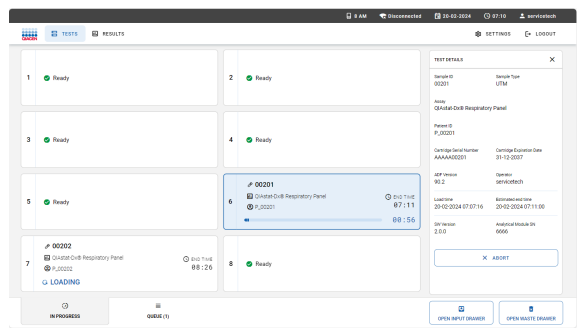 8 AM Disconnected 20-02-2024 07:10 servicetech
QIAGEN TESTS RESULTS SETTINGS LOGOUT
1 Ready
2 Ready
3 Ready
4 Ready
5 Ready
6
00201
QIAstat-Dx® Respiratory Panel
P_00201
END TIME
07:11
00:56
7
00202
QIAstat-Dx® Respiratory Panel
P_00202
LOADING
END TIME
08:26
8 Ready
TEST DETAILS
Sample ID Sample Type
00201 UTM
Assay
QIAstat-Dx® Respiratory Panel
Patient ID
P_00201
Cartridge Serial Number Cartridge Expiration Date
AAAAA00201 31-12-2037
ADF Version Operator
90.2 servicetech
Load time Estimated end time
20-02-2024 07:07:16 20-02-2024 07:11:00
SW Version Analytical Module SN
2.0.0 6666
ABORT
IN PROGRESS
QUEUE (1)
OPEN INPUT DRAWER
OPEN WASTE DRAWER